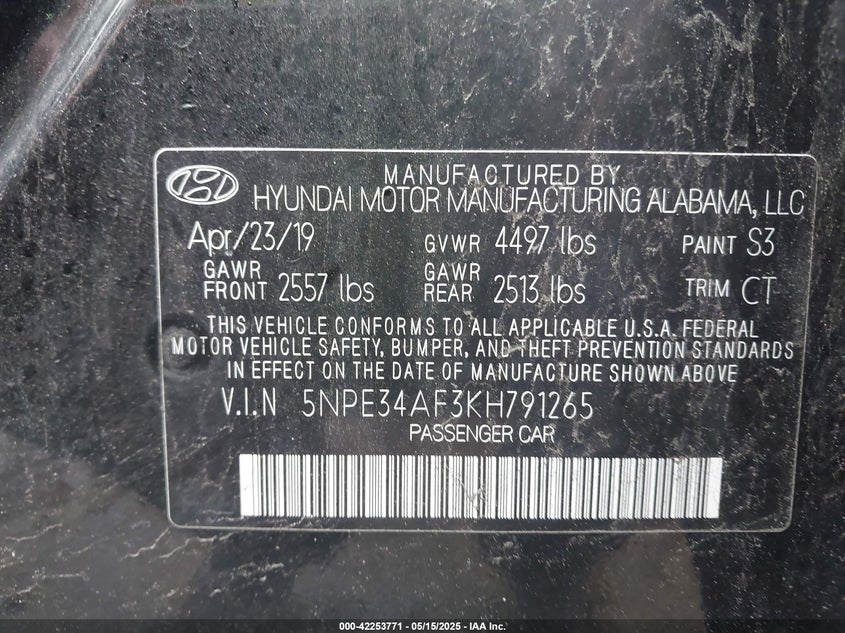 MANUFACTURED BY
HYUNDAI MOTOR MANUFACTURING ALABAMA, LLC
Apr/23/19 GVWR 4497 lbs PAINT S3
GAWR FRONT 2557 lbs GAWR REAR 2513 lbs TRIM CT
THIS VEHICLE CONFORMS TO ALL APPLICABLE U.S.A. FEDERAL
MOTOR VEHICLE SAFETY, BUMPER, AND THEFT PREVENTION STANDARDS
IN EFFECT ON THE DATE OF MANUFACTURE SHOWN ABOVE
V.I.N 5NPE34AF3KH791265
PASSENGER CAR
000-42253771 - 05/15/2025 - IAA Inc.